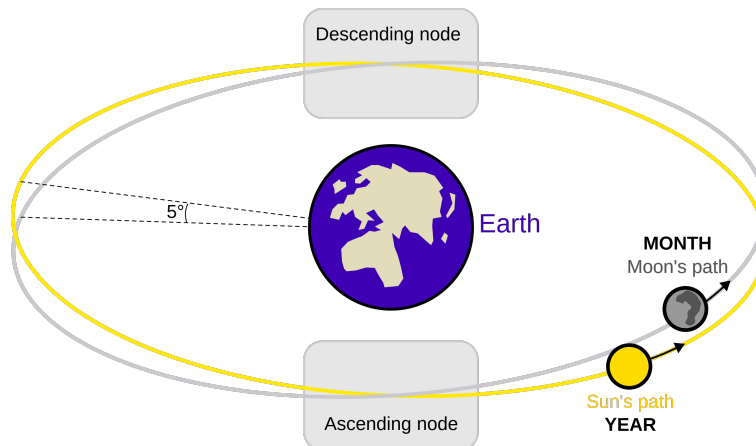 Descending node
5°
Earth
MONTH
Moon's path
Sun's path
YEAR
Ascending node